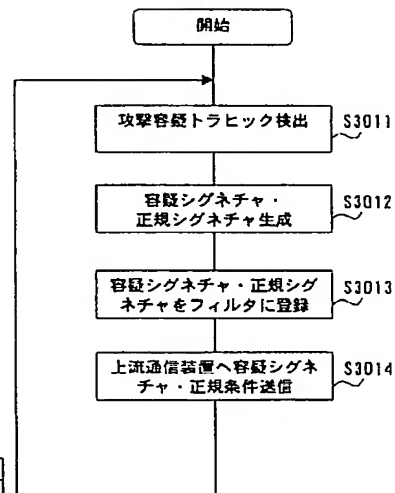 開始
攻撃容疑トラヒック検出
S3011
容疑シグネチャ・
正規シグネチャ生成
S3012
容疑シグネチャ・正規シグ
ネチャをフィルタに登録
S3013
上流通信装置へ容疑シグネ
チャ・正規条件送信
S3014